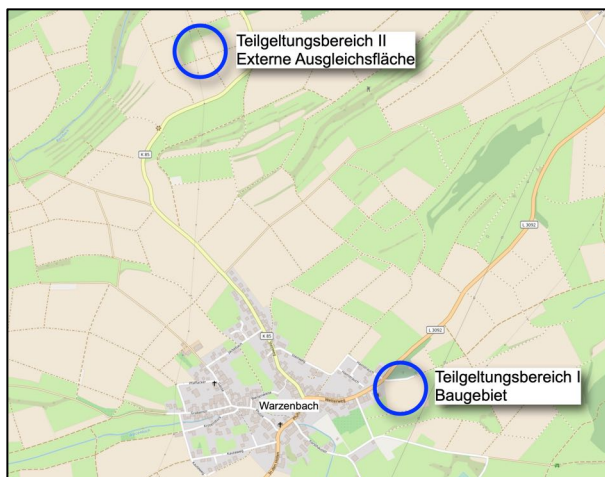 Teilgeltungsbereich II
Externe Ausgleichsfläche
K 85
L 3092
K 85
L 3092
Teilgeltungsbereich I
Baugebiet
Warzenbach